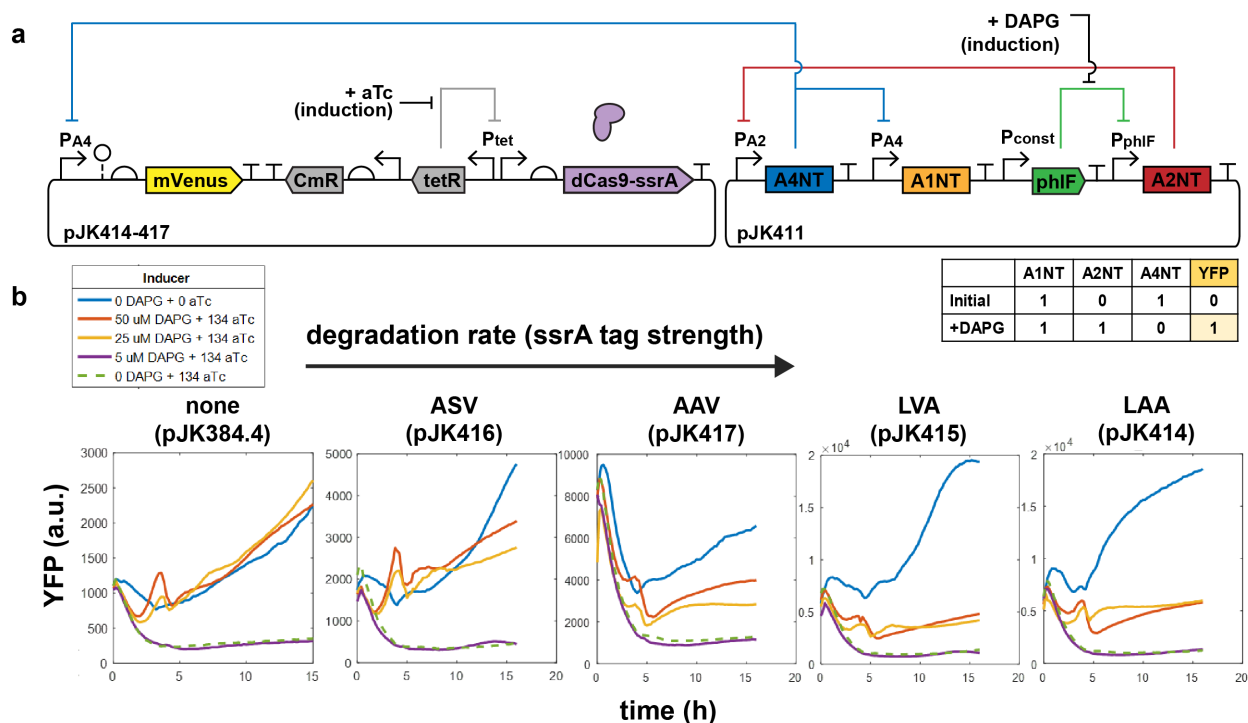 a
+ aTc
(induction)
+ DAPG
(induction)
PA4
Ptet
PA2
PA4
Pconst
PphlF
mVenus
CmR
tetR
dCas9-ssrA
A4NT
A1NT
phlF
A2NT
pJK414-417
pJK411
A1NT A2NT A4NT YFP
Initial 1 0 1 0
+DAPG 1 1 0 1
b
Inducer
0 DAPG + 0 aTc
50 uM DAPG + 134 aTc
25 uM DAPG + 134 aTc
5 uM DAPG + 134 aTc
0 DAPG + 134 aTc
degradation rate (ssrA tag strength)
none
(pJK384.4)
ASV
(pJK416)
AAV
(pJK417)
LVA
(pJK415)
LAA
(pJK414)
YFP (a.u.)
3000
2500
2000
1500
1000
500
0
0 5 10 15
5000
4000
3000
2000
1000
0
0 5 10 15 20
10000
8000
6000
4000
2000
0
0 5 10 15 20
×10⁴
2
1.5
1
0.5
0
0 5 10 15 20
×10⁴
2
1.5
1
0.5
0
0 5 10 15 20
time (h)